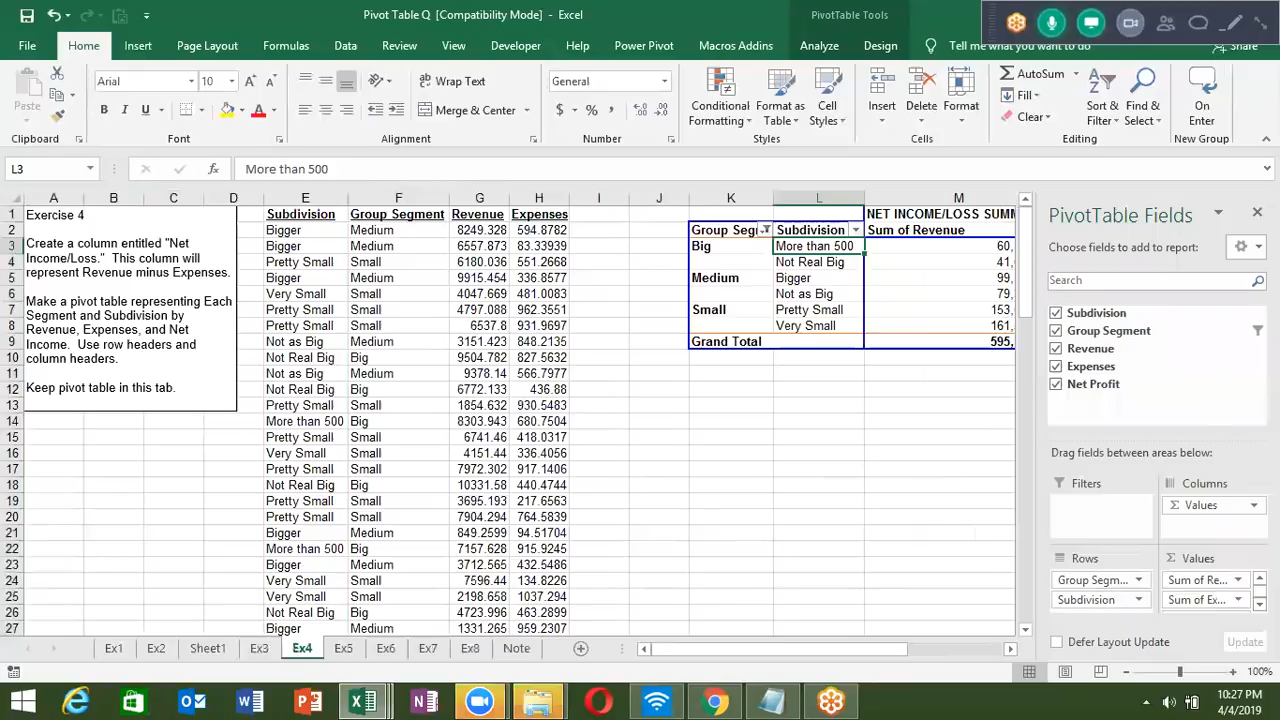 Pivot Table Q [Compatibility Mode] - Excel
PivotTable Tools
File Home Insert Page Layout Formulas Data Review View Developer Help Power Pivot Macros Addins Analyze Design Tell me what you want to do Share
Paste
Clipboard
Arial 10
B I U
Font
Wrap Text
Merge & Center
Alignment
General
$ %
Number
Conditional Formatting
Format as Table
Cell Styles
Styles
Insert Delete Format
Cells
AutoSum
Fill
Clear
Sort & Filter
Find & Select
Editing
On Enter
New Group
L3 More than 500
A B C D E F G H I J K L M
1 Exercise 4 Subdivision Group Segment Revenue Expenses NET INCOME/LOSS SUMM
2 Bigger Medium 8249.328 594.8782 Group Seg Subdivision Sum of Revenue
3 Bigger Medium 6557.873 83.33939 Big More than 500 60,
4 Pretty Small Small 6180.036 551.2668 Not Real Big 41,
5 Bigger Medium 9915.454 336.8577 Medium Bigger 99,
6 Very Small Small 4047.669 481.0083 Not as Big 79,
7 Pretty Small Small 4797.088 962.3551 Small Pretty Small 153,
8 Pretty Small Small 6537.8 931.9697 Very Small 161,
9 Not as Big Medium 3151.423 848.2135 Grand Total 595,
10 Not Real Big Big 9504.782 827.5632
11 Not as Big Medium 9378.14 566.7977
12 Not Real Big Big 6772.133 436.88
13 Pretty Small Small 1854.632 930.5483
14 More than 500 Big 8303.943 680.7504
15 Pretty Small Small 6741.46 418.0317
16 Very Small Small 4151.44 336.4056
17 Pretty Small Small 7972.302 917.1406
18 Not Real Big Big 10331.58 440.4744
19 Pretty Small Small 3695.193 217.6563
20 Pretty Small Small 7904.294 764.5839
21 Bigger Medium 849.2599 94.51704
22 More than 500 Big 7157.628 915.9245
23 Bigger Medium 3712.565 432.5486
24 Very Small Small 7596.44 134.8226
25 Very Small Small 2198.658 1037.294
26 Not Real Big Big 4723.996 463.2899
27 Bigger Medium 1331.265 959.2307
Create a column entitled "Net
Income/Loss." This column will
represent Revenue minus Expenses.
Make a pivot table representing Each
Segment and Subdivision by
Revenue, Expenses, and Net
Income. Use row headers and
column headers.
Keep pivot table in this tab.
PivotTable Fields
Choose fields to add to report:
Search
Subdivision
Group Segment
Revenue
Expenses
Net Profit
Drag fields between areas below:
Filters Columns
Σ Values
Rows Σ Values
Group Segm... Sum of Re...
Subdivision Sum of Ex...
Defer Layout Update Update
Ex1 Ex2 Sheet1 Ex3 Ex4 Ex5 Ex6 Ex7 Ex8 Note
100%
10:27 PM
4/4/2019